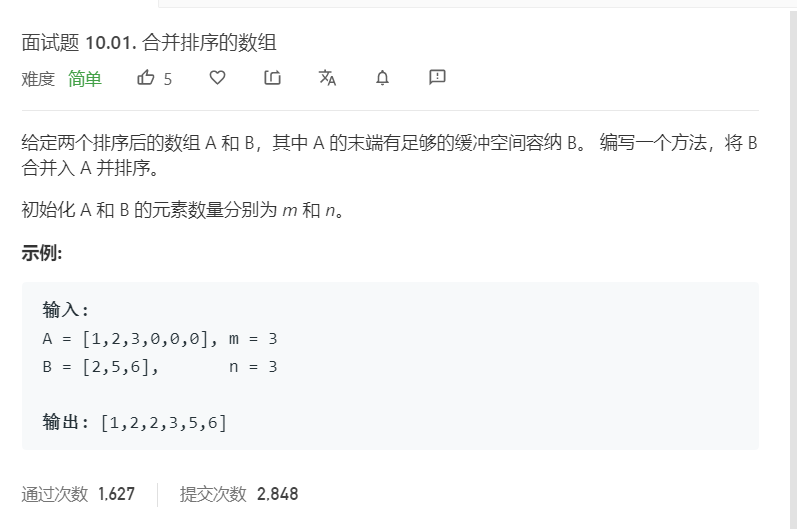 面试题 10.01. 合并排序的数组
难度 简单 5
给定两个排序后的数组 A 和 B，其中 A 的末端有足够的缓冲空间容纳 B。 编写一个方法，将 B
合并入 A 并排序。
初始化 A 和 B 的元素数量分别为 m 和 n。
示例:
输入:
A = [1,2,3,0,0,0], m = 3
B = [2,5,6],       n = 3
输出: [1,2,2,3,5,6]
通过次数 1,627 提交次数 2,848